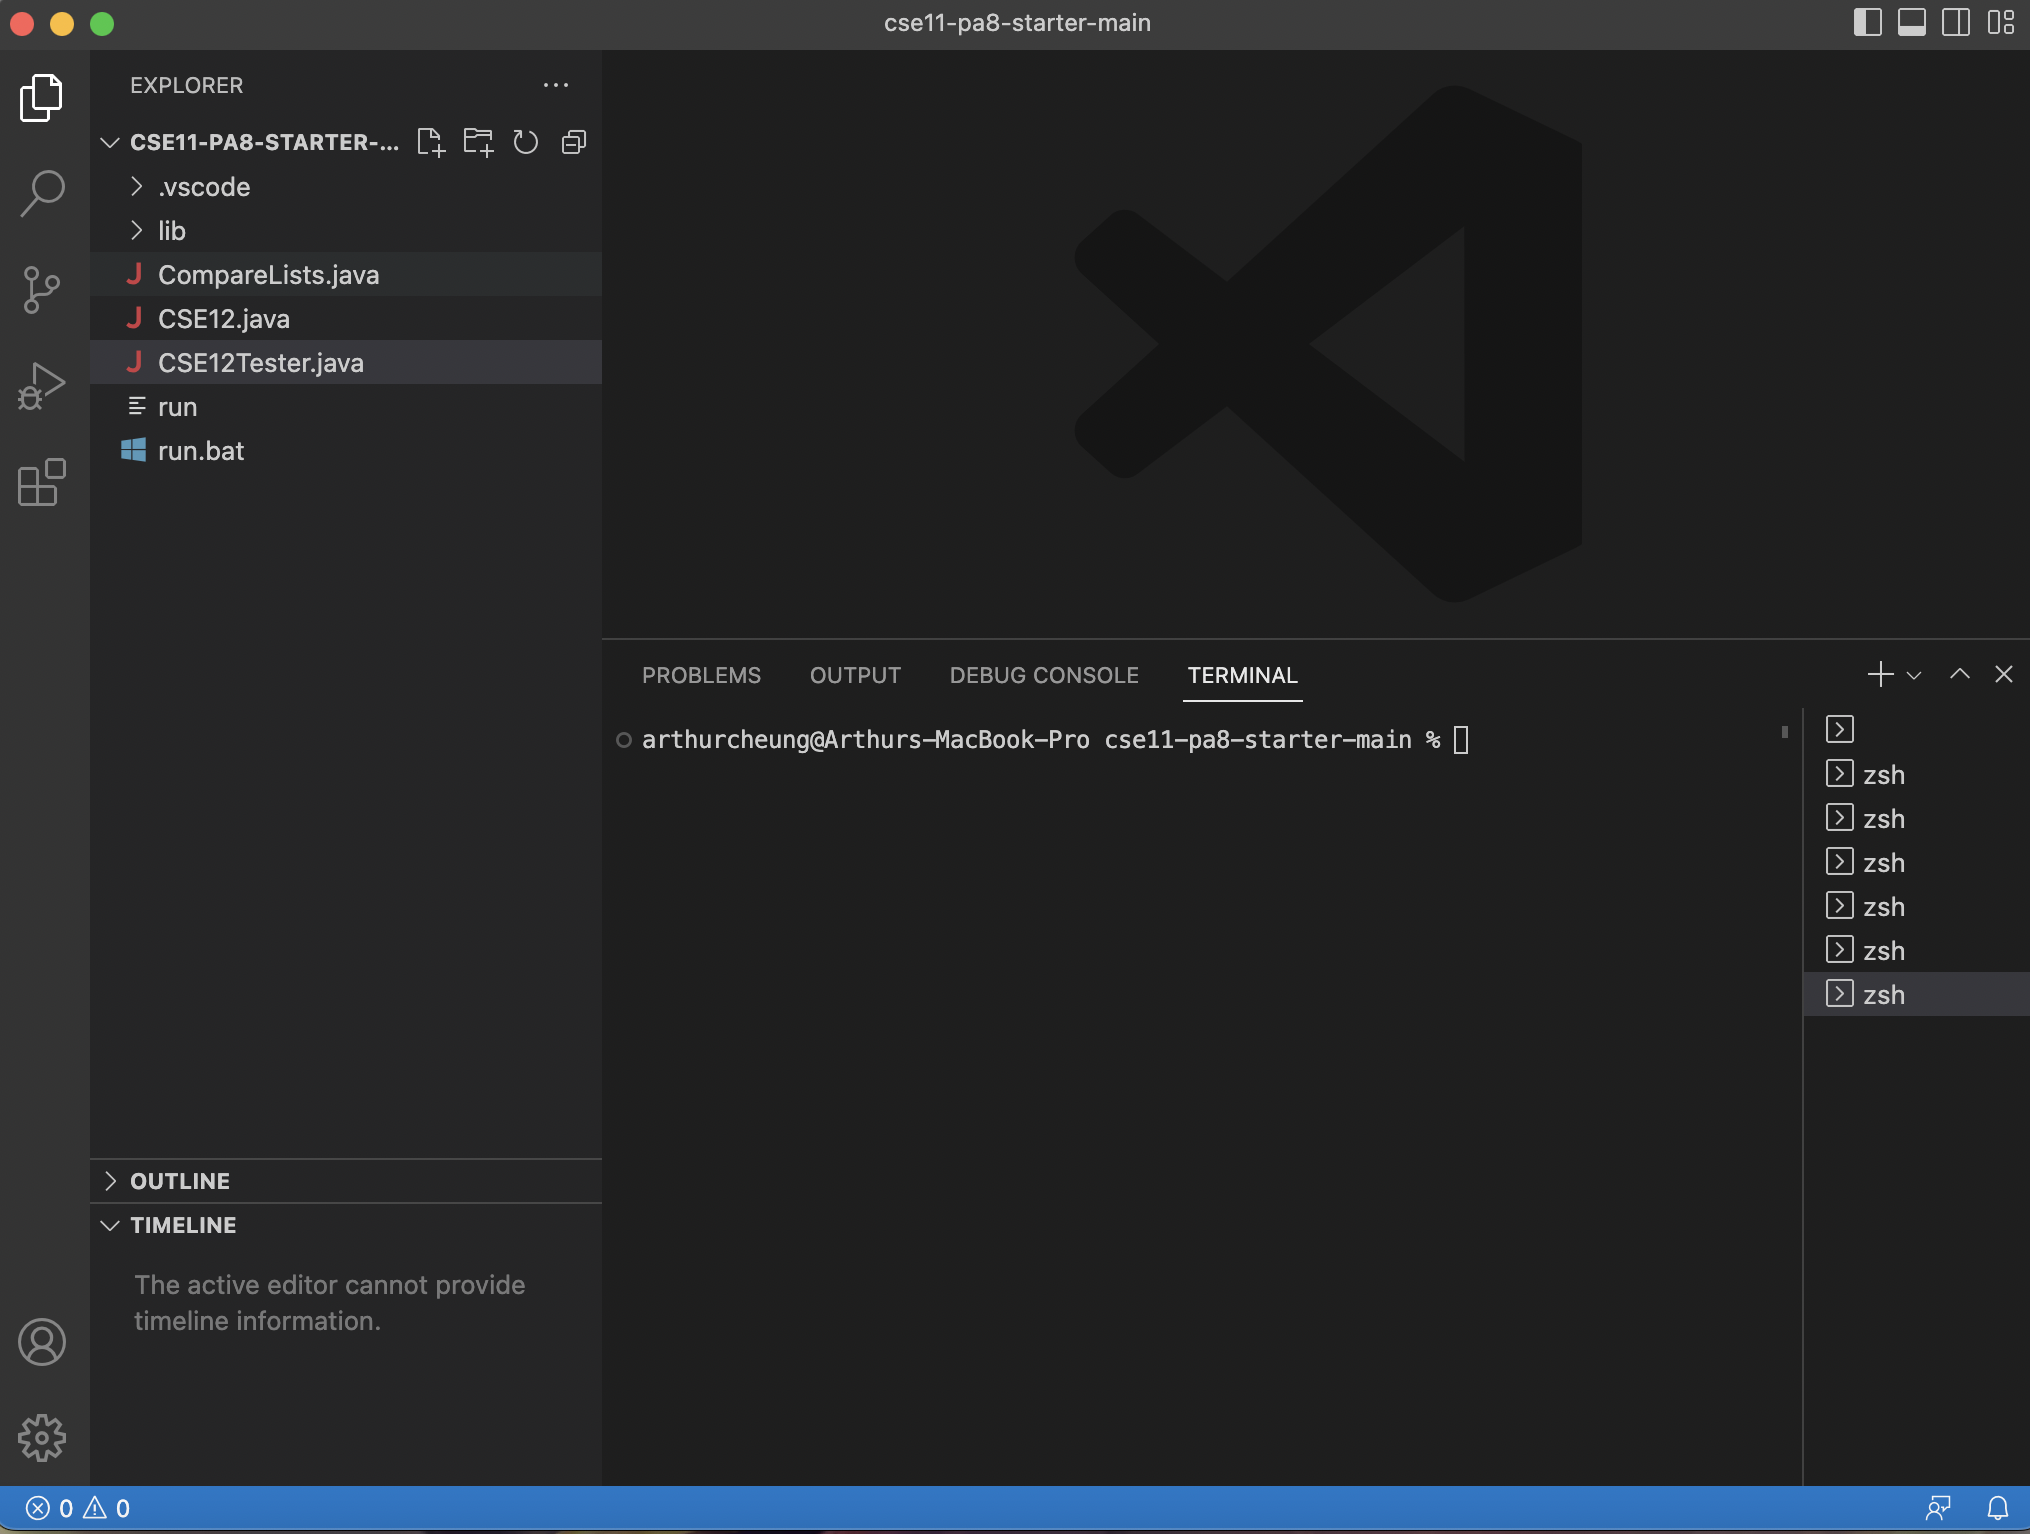 cse11-pa8-starter-main
EXPLORER
CSE11-PA8-STARTER-...
.vscode
lib
CompareLists.java
CSE12.java
CSE12Tester.java
run
run.bat
OUTLINE
TIMELINE
The active editor cannot provide
timeline information.
PROBLEMS OUTPUT DEBUG CONSOLE TERMINAL
arthurcheung@Arthurs-MacBook-Pro cse11-pa8-starter-main %
zsh
zsh
zsh
zsh
zsh
zsh
0 0